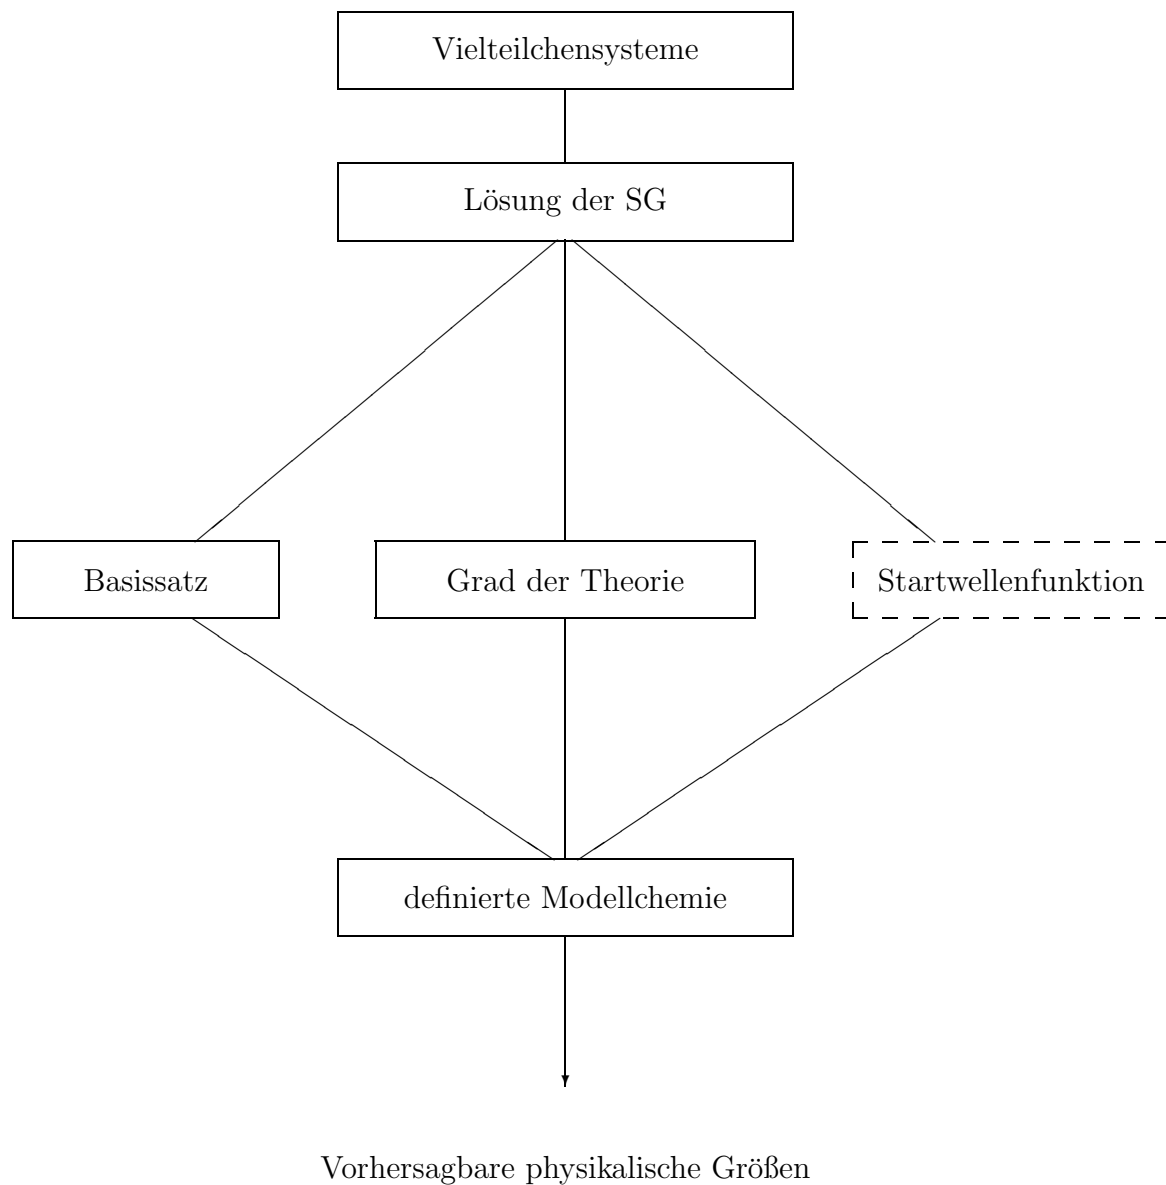 Vielteilchensysteme
Lösung der SG
Basissatz
Grad der Theorie
Startwellenfunktion
definierte Modellchemie
Vorhersagbare physikalische Größen